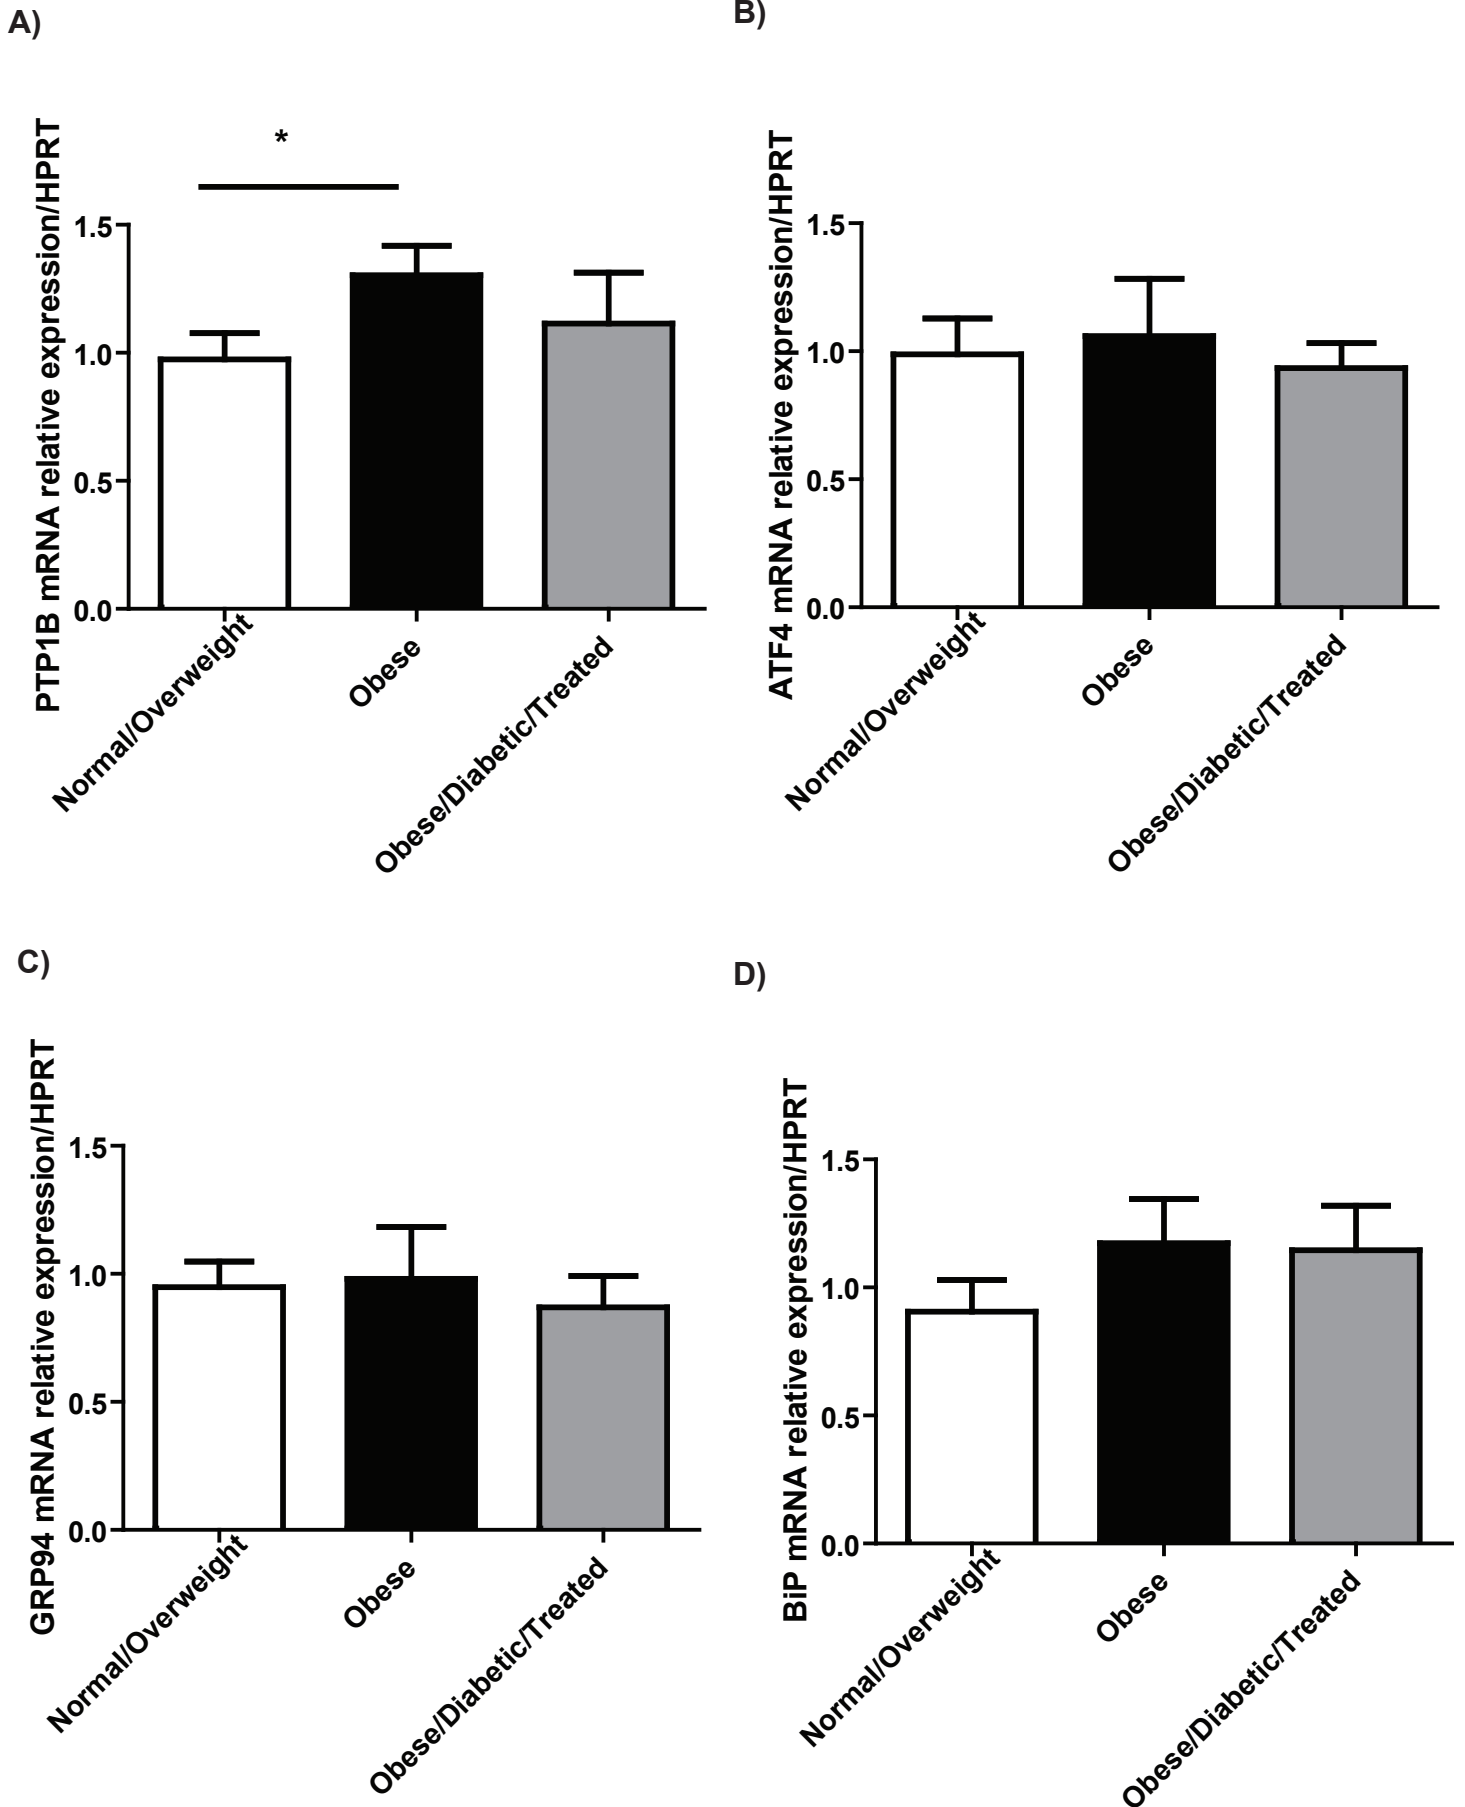 A)
PTP1B mRNA relative expression/HPRT
*
1.5
1.0
0.5
0.0
Normal/Overweight
Obese
Obese/Diabetic/Treated
B)
ATF4 mRNA relative expression/HPRT
1.5
1.0
0.5
0.0
Normal/Overweight
Obese
Obese/Diabetic/Treated
C)
GRP94 mRNA relative expression/HPRT
1.5
1.0
0.5
0.0
Normal/Overweight
Obese
Obese/Diabetic/Treated
D)
BiP mRNA relative expression/HPRT
1.5
1.0
0.5
0.0
Normal/Overweight
Obese
Obese/Diabetic/Treated